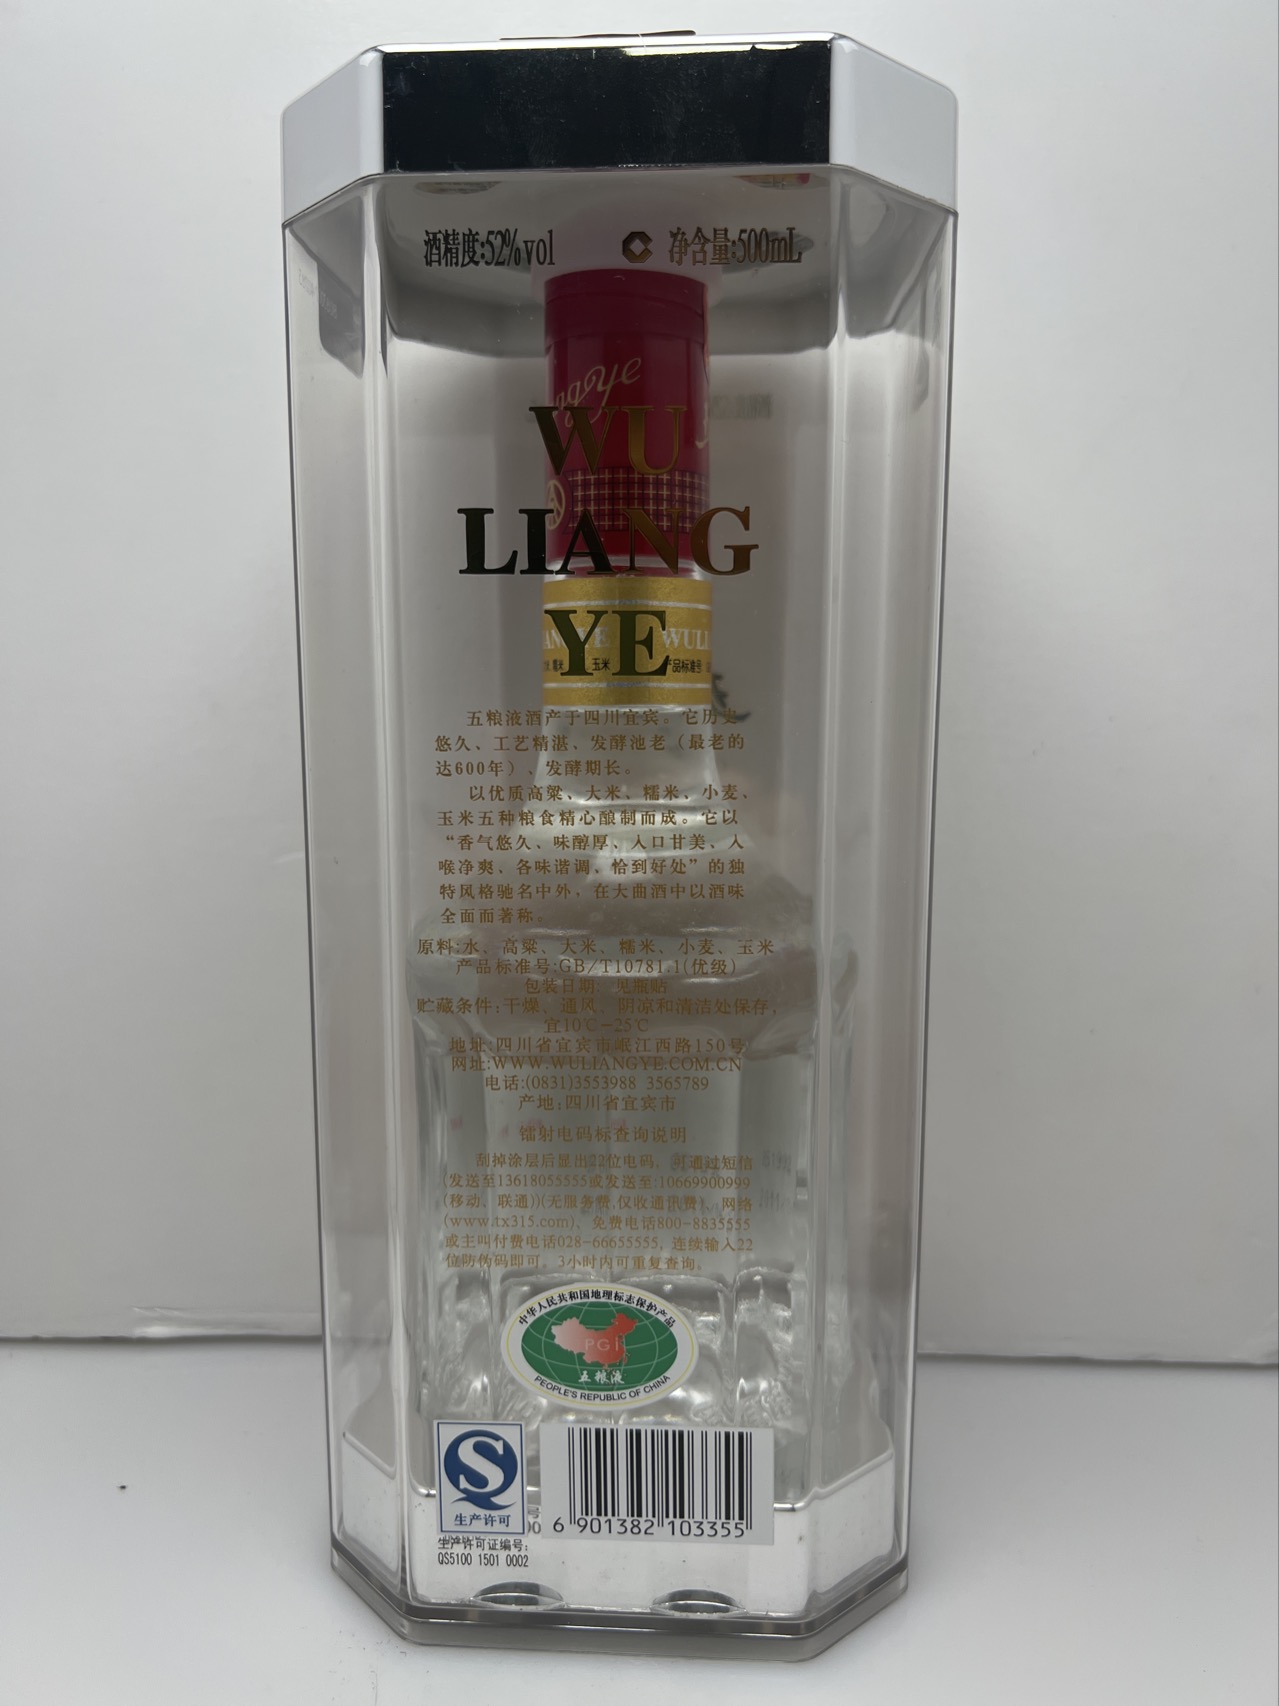 酒精度:52%vol 净含量:500mL
ngye
WU
LIANG
YE
WULL
糯米 玉米 产品标准号
五粮液酒产于四川宜宾。它历史
悠久、工艺精湛、发酵池老（最老的
达600年）、发酵期长。
以优质高粱、大米、糯米、小麦、
玉米五种粮食精心酿制而成。它以
“香气悠久、味醇厚、入口甘美、入
喉净爽、各味谐调、恰到好处”的独
特风格驰名中外，在大曲酒中以酒味
全面而著称。
原料:水、高粱、大米、糯米、小麦、玉米
产品标准号:GB/T10781.1(优级)
包装日期：见瓶贴
贮藏条件:干燥、通风、阴凉和清洁处保存,
宜10℃-25℃
地址:四川省宜宾市岷江西路150号
网址:WWW.WULIANGYE.COM.CN
电话:(0831)3553988 3565789
产地:四川省宜宾市
镭射电码标查询说明
刮掉涂层后显出22位电码，可通过短信
(发送至13618055555或发送至:10669900999
(移动、联通))(无服务费,仅收通讯费)、网络
(www.tx315.com)、免费电话800-8835555
或主叫付费电话028-66655555, 连续输入22
位防伪码即可。3小时内可重复查询。
中华人民共和国地理标志保护产品
PGI
五粮液
PEOPLE'S REPUBLIC OF CHINA
生产许可
6 901382 103355
生产许可证编号:
QS5100 1501 0002